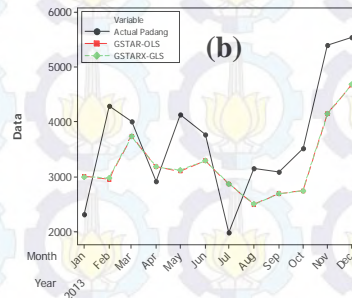 6000
Variable
Actual Padang
GSTAR-OLS
GSTARX-GLS
(b)
5000
4000
3000
2000
Data
Month Jan Feb Mar Apr May Jun Jul Aug Sep Oct Nov Dec
Year 2013